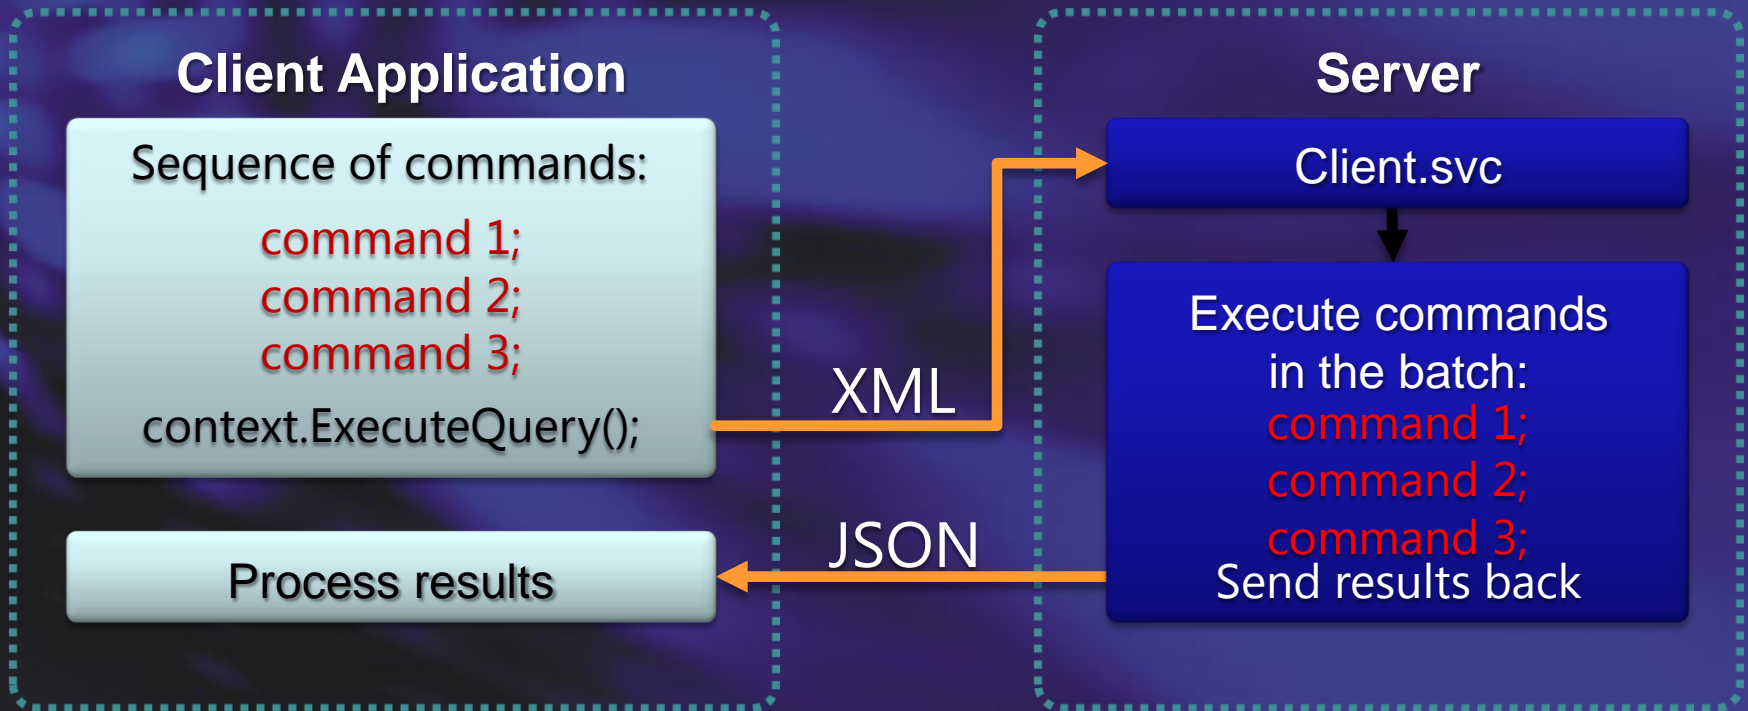 Client Application
Sequence of commands:
command 1;
command 2;
command 3;
context.ExecuteQuery();
Process results
XML
JSON
Server
Client.svc
Execute commands
in the batch:
command 1;
command 2;
command 3;
Send results back